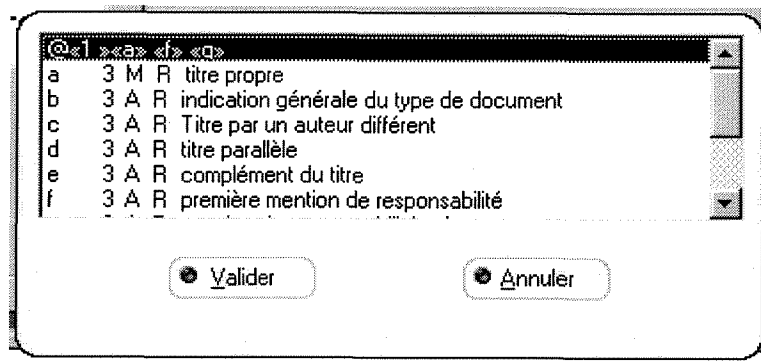 @«1 »«a» «f» «g»
a 3 M R titre propre
b 3 A R indication générale du type de document
c 3 A R Titre par un auteur différent
d 3 A R titre parallèle
e 3 A R complément du titre
f 3 A R première mention de responsabilité
Valider
Annuler